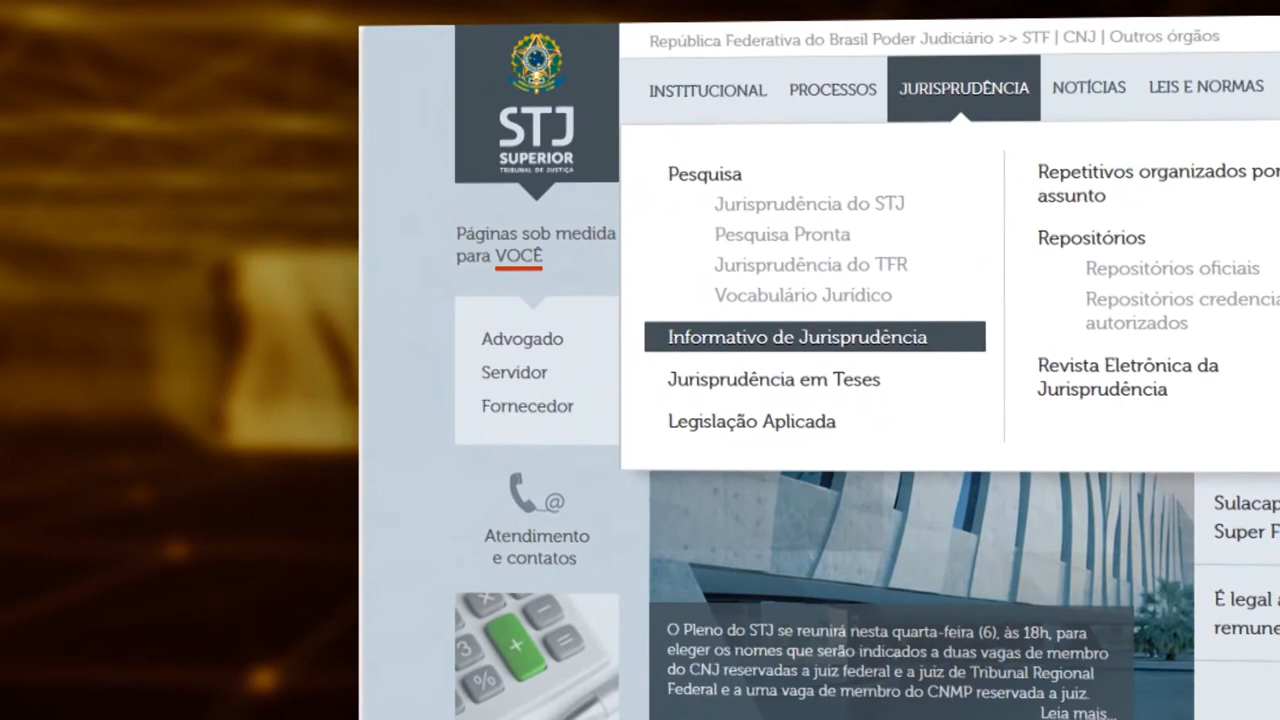 República Federativa do Brasil Poder Judiciário >> STF | CNJ | Outros órgãos
INSTITUCIONAL PROCESSOS JURISPRUDÊNCIA NOTÍCIAS LEIS E NORMAS
STJ
SUPERIOR
TRIBUNAL DE JUSTIÇA
Páginas sob medida
para VOCÊ
Advogado
Servidor
Fornecedor
Atendimento
e contatos
Pesquisa
Jurisprudência do STJ
Pesquisa Pronta
Jurisprudência do TFR
Vocabulário Jurídico
Informativo de Jurisprudência
Jurisprudência em Teses
Legislação Aplicada
Repetitivos organizados por
assunto
Repositórios
Repositórios oficiais
Repositórios credencia
autorizados
Revista Eletrônica da
Jurisprudência
O Pleno do STJ se reunirá nesta quarta-feira (6), às 18h, para
eleger os nomes que serão indicados a duas vagas de membro
do CNJ reservadas a juiz federal e a juiz de Tribunal Regional
Federal e a uma vaga de membro do CNMP reservada a juiz.
Leia mais...
Sulacap
Super F
É legal a
remune
3
%
+